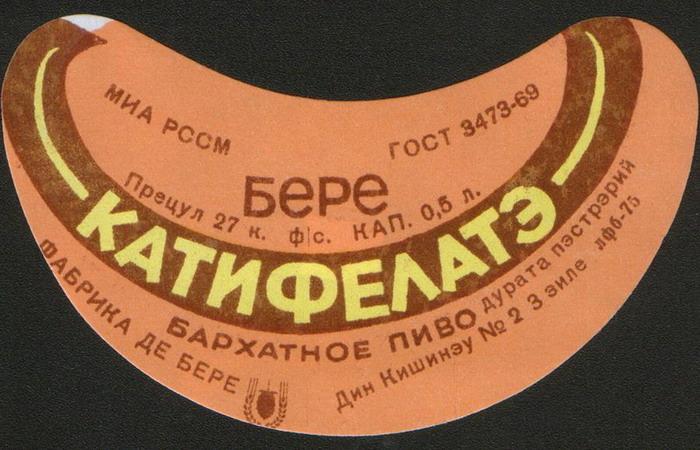 МИА РССМ
ГОСТ 3473-69
Бере
Прецул 27 к. ф|с. КАП. 0,5 л.
КАТИФЕЛАТЭ
БАРХАТНОЕ ПИВО
дурата пэстрэрий
ФАБРИКА ДЕ БЕРЕ
Дин Кишинэу № 2 3 зиле лфб-75